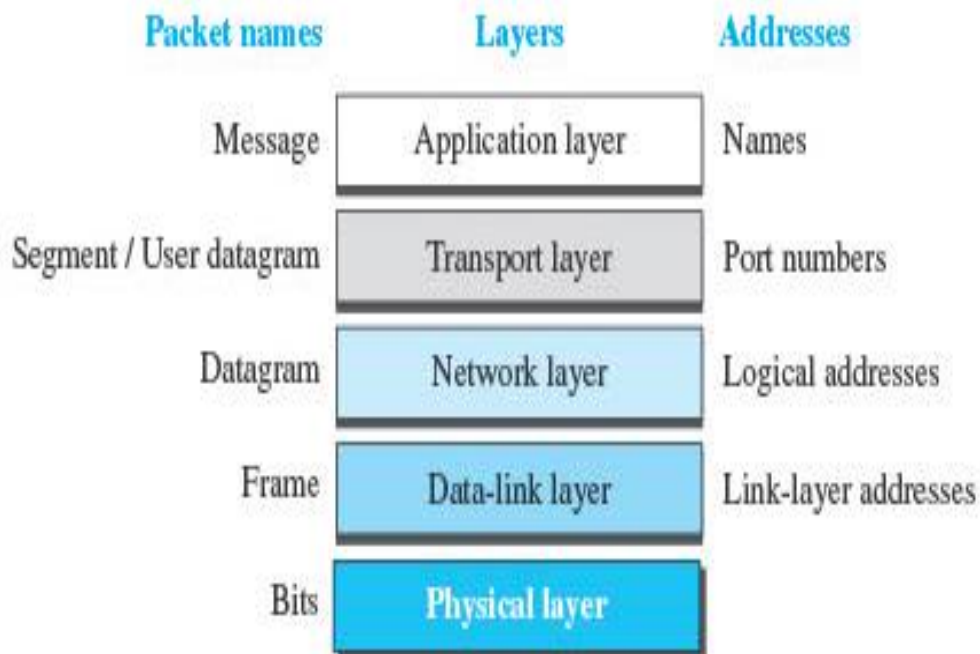 Packet names Layers Addresses
Message Application layer Names
Segment / User datagram Transport layer Port numbers
Datagram Network layer Logical addresses
Frame Data-link layer Link-layer addresses
Bits Physical layer